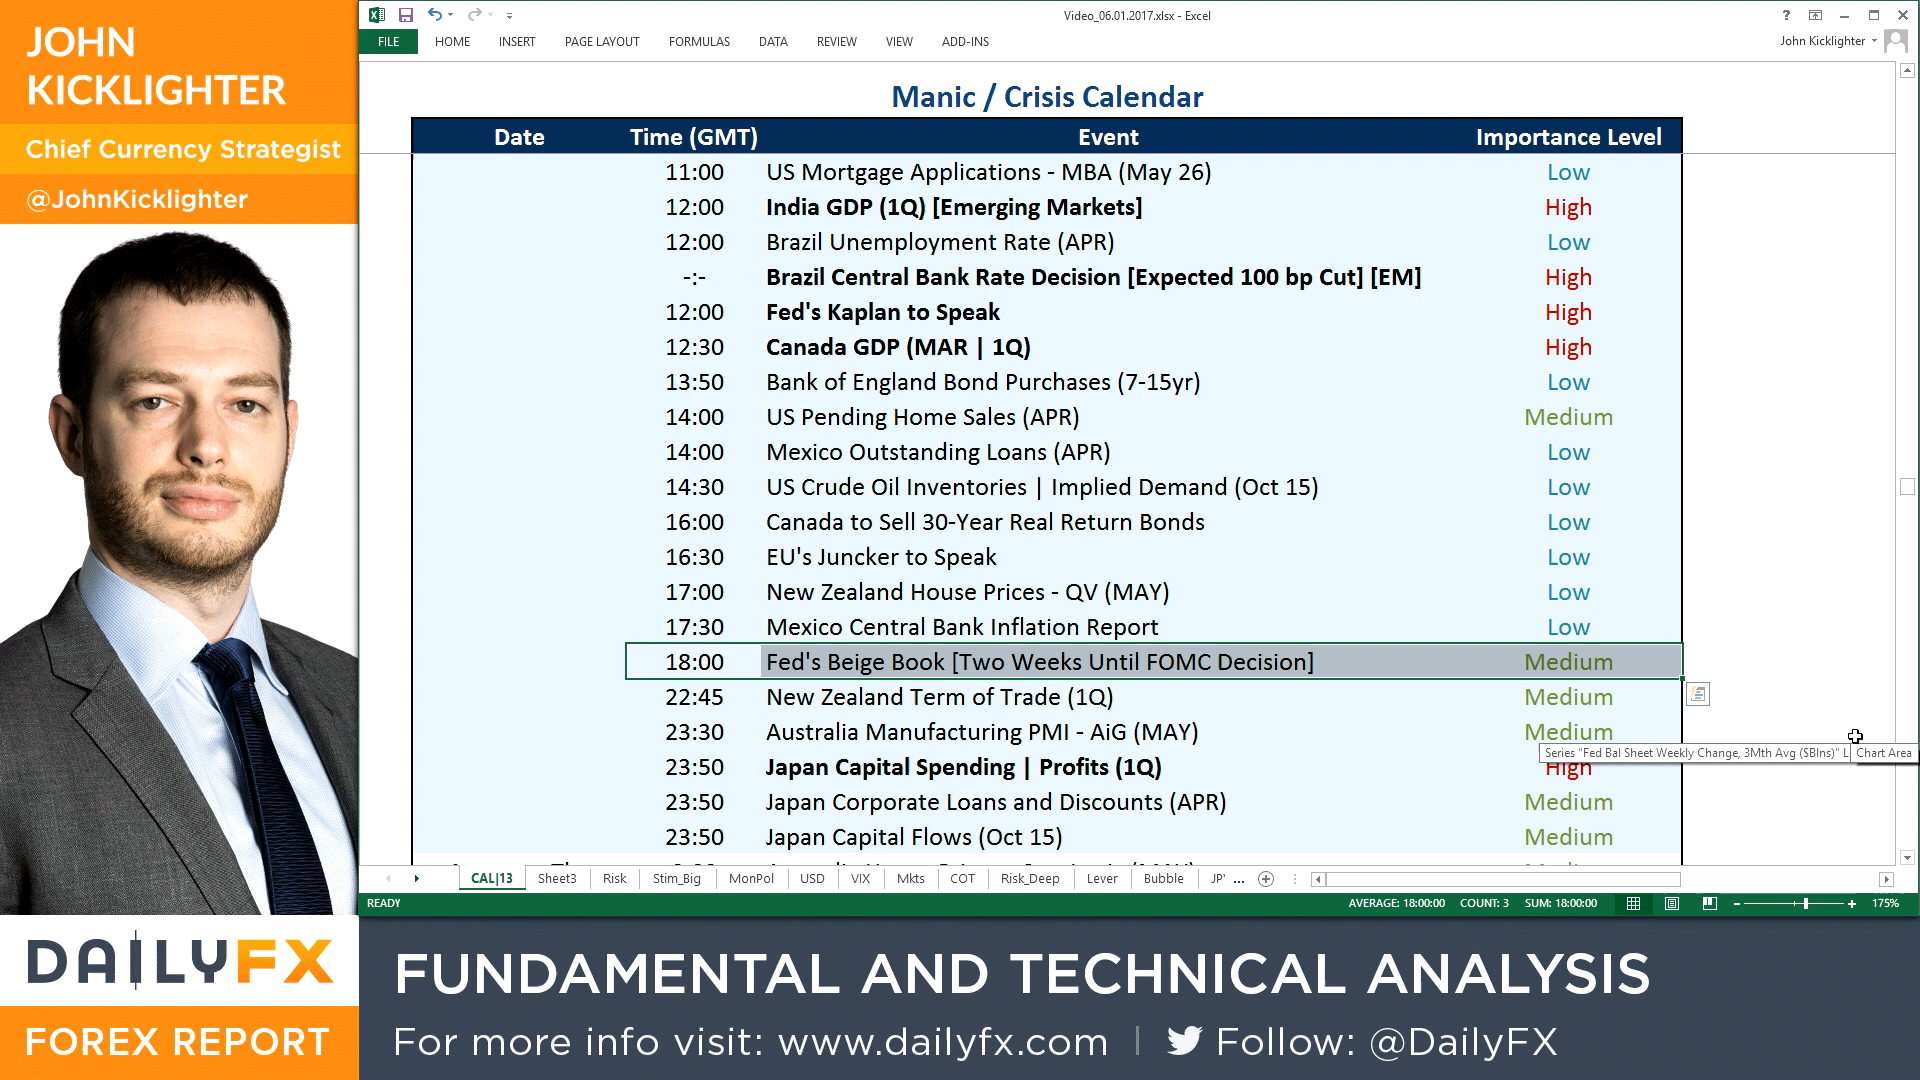 JOHN
KICKLIGHTER
Chief Currency Strategist
@JohnKicklighter
Video_06.01.2017.xlsx - Excel
?
FILE HOME INSERT PAGE LAYOUT FORMULAS DATA REVIEW VIEW ADD-INS
John Kicklighter
Manic / Crisis Calendar
Date Time (GMT) Event Importance Level
11:00 US Mortgage Applications - MBA (May 26) Low
12:00 India GDP (1Q) [Emerging Markets] High
12:00 Brazil Unemployment Rate (APR) Low
-:- Brazil Central Bank Rate Decision [Expected 100 bp Cut] [EM] High
12:00 Fed's Kaplan to Speak High
12:30 Canada GDP (MAR | 1Q) High
13:50 Bank of England Bond Purchases (7-15yr) Low
14:00 US Pending Home Sales (APR) Medium
14:00 Mexico Outstanding Loans (APR) Low
14:30 US Crude Oil Inventories | Implied Demand (Oct 15) Low
16:00 Canada to Sell 30-Year Real Return Bonds Low
16:30 EU's Juncker to Speak Low
17:00 New Zealand House Prices - QV (MAY) Low
17:30 Mexico Central Bank Inflation Report Low
18:00 Fed's Beige Book [Two Weeks Until FOMC Decision] Medium
22:45 New Zealand Term of Trade (1Q) Medium
23:30 Australia Manufacturing PMI - AiG (MAY) Medium
Series "Fed Bal Sheet Weekly Change, 3Mth Avg ($Blns)" L Chart Area
23:50 Japan Capital Spending | Profits (1Q) High
23:50 Japan Corporate Loans and Discounts (APR) Medium
23:50 Japan Capital Flows (Oct 15) Medium
CAL|13 Sheet3 Risk Stim_Big MonPol USD VIX Mkts COT Risk_Deep Lever Bubble JP' ...
READY AVERAGE: 18:00:00 COUNT: 3 SUM: 18:00:00 175%
DAILYFX
FOREX REPORT
FUNDAMENTAL AND TECHNICAL ANALYSIS
For more info visit: www.dailyfx.com | Follow: @DailyFX